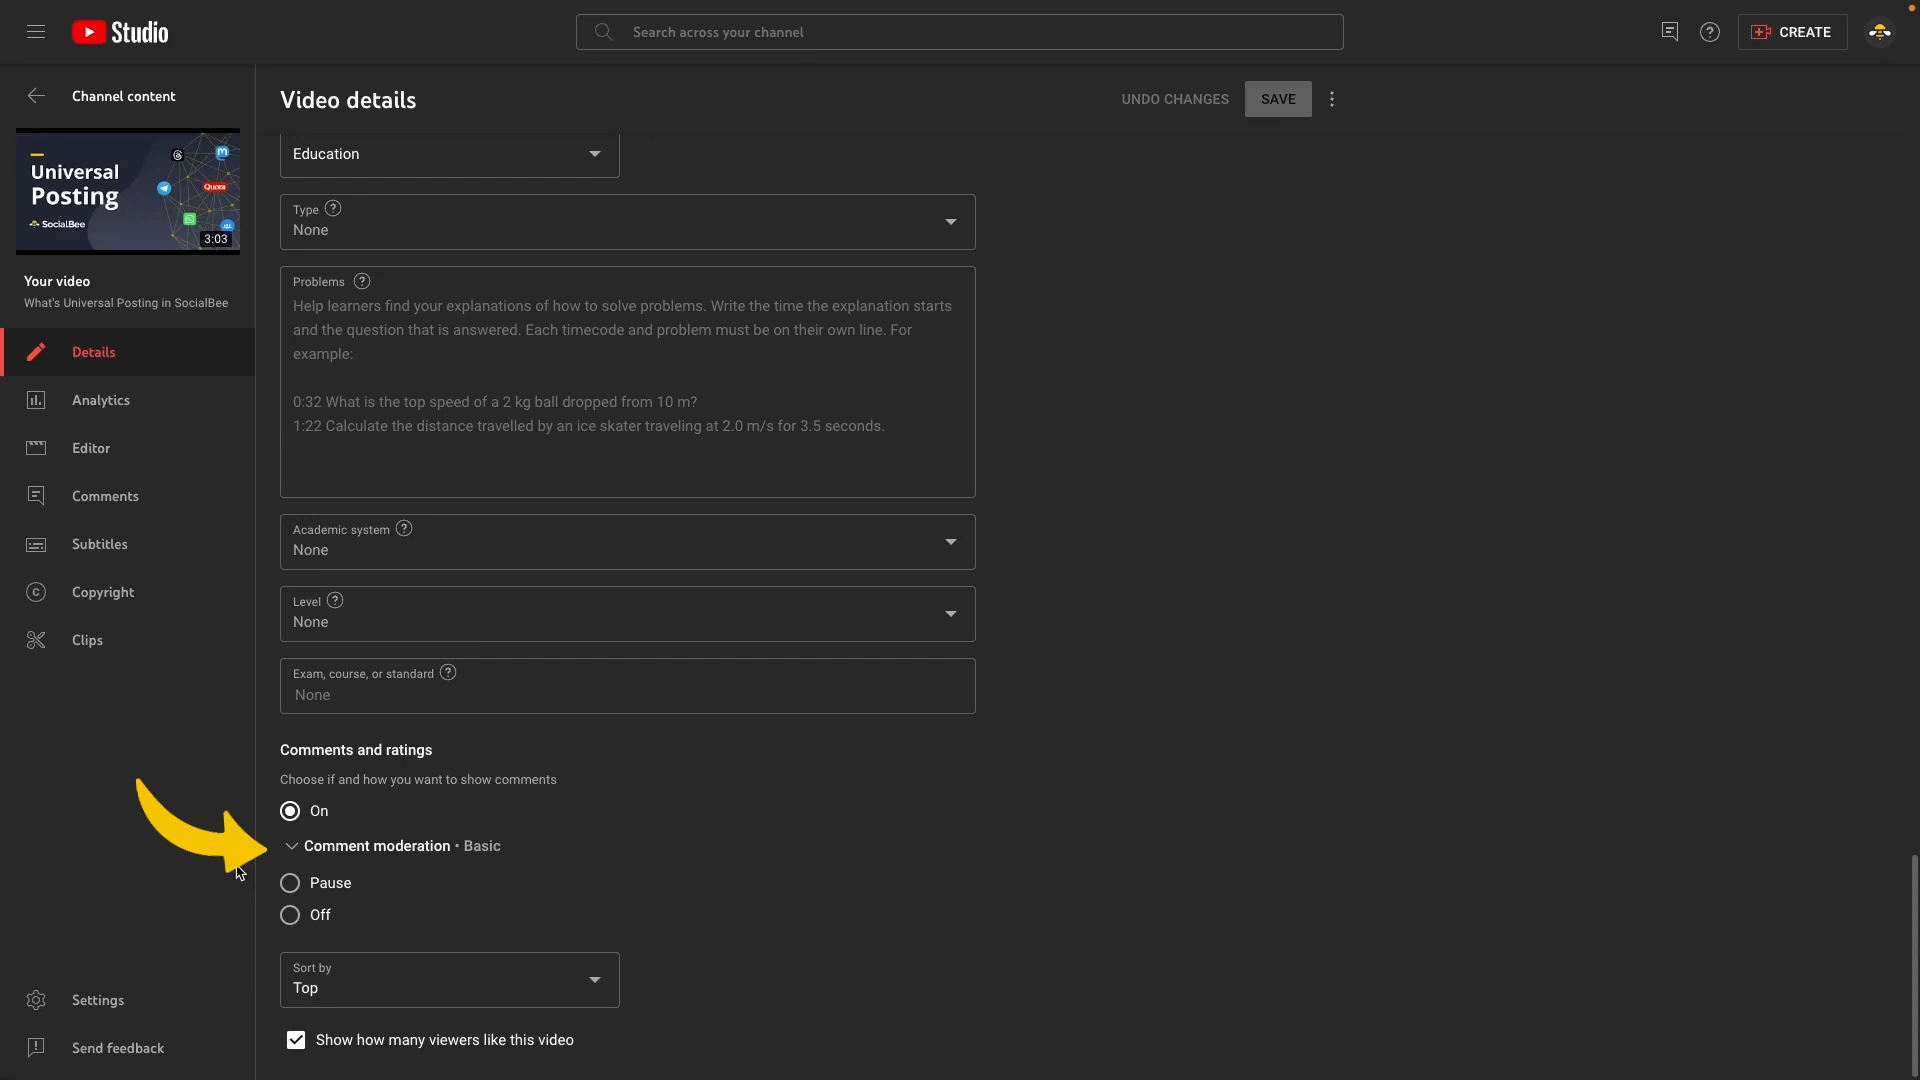 Studio
Search across your channel
CREATE
Channel content
Universal
Posting
SocialBee
Quora
3:03
Your video
What's Universal Posting in SocialBee
Details
Analytics
Editor
Comments
Subtitles
Copyright
Clips
Settings
Send feedback
Video details
UNDO CHANGES
SAVE
Education
Type
None
Problems
Help learners find your explanations of how to solve problems. Write the time the explanation starts
and the question that is answered. Each timecode and problem must be on their own line. For
example:
0:32 What is the top speed of a 2 kg ball dropped from 10 m?
1:22 Calculate the distance travelled by an ice skater traveling at 2.0 m/s for 3.5 seconds.
Academic system
None
Level
None
Exam, course, or standard
None
Comments and ratings
Choose if and how you want to show comments
On
Comment moderation • Basic
Pause
Off
Sort by
Top
Show how many viewers like this video